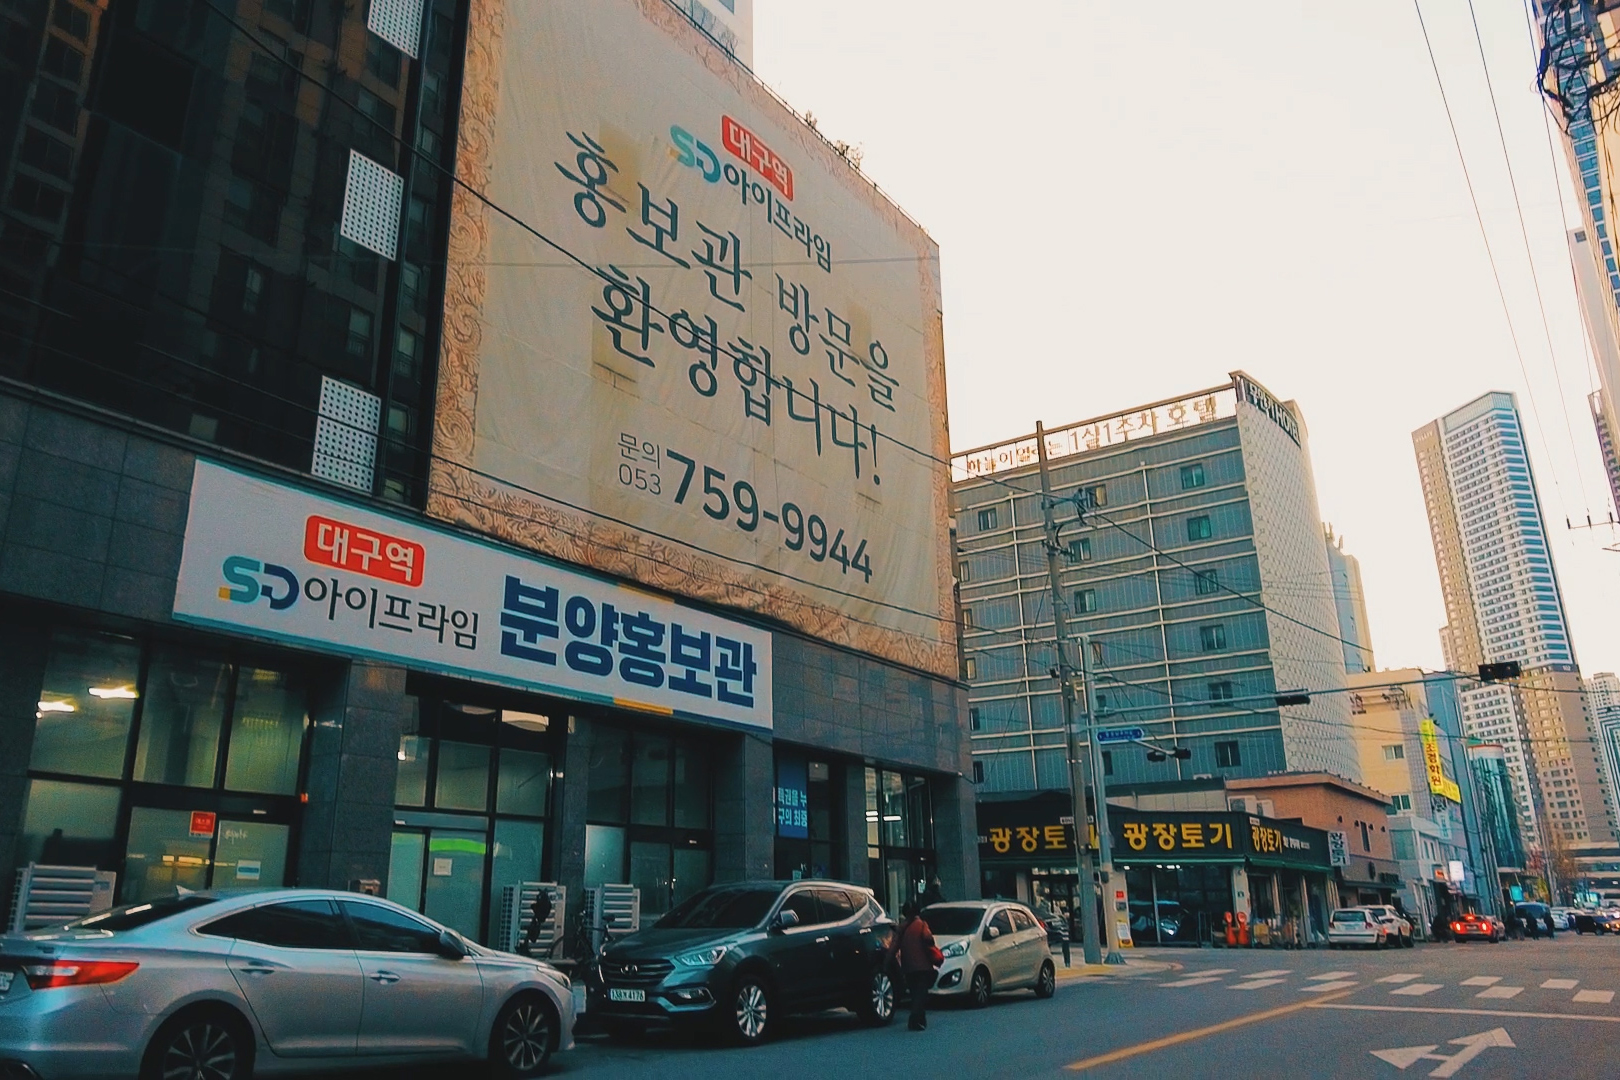 대구역
SD아이프라임
홍보관 방문을
환영합니다!
문의
053 759-9944
대구역
SD아이프라임
분양홍보관
1실1주차 호텔
HOTEL
광장토기
광장토기
광장토기